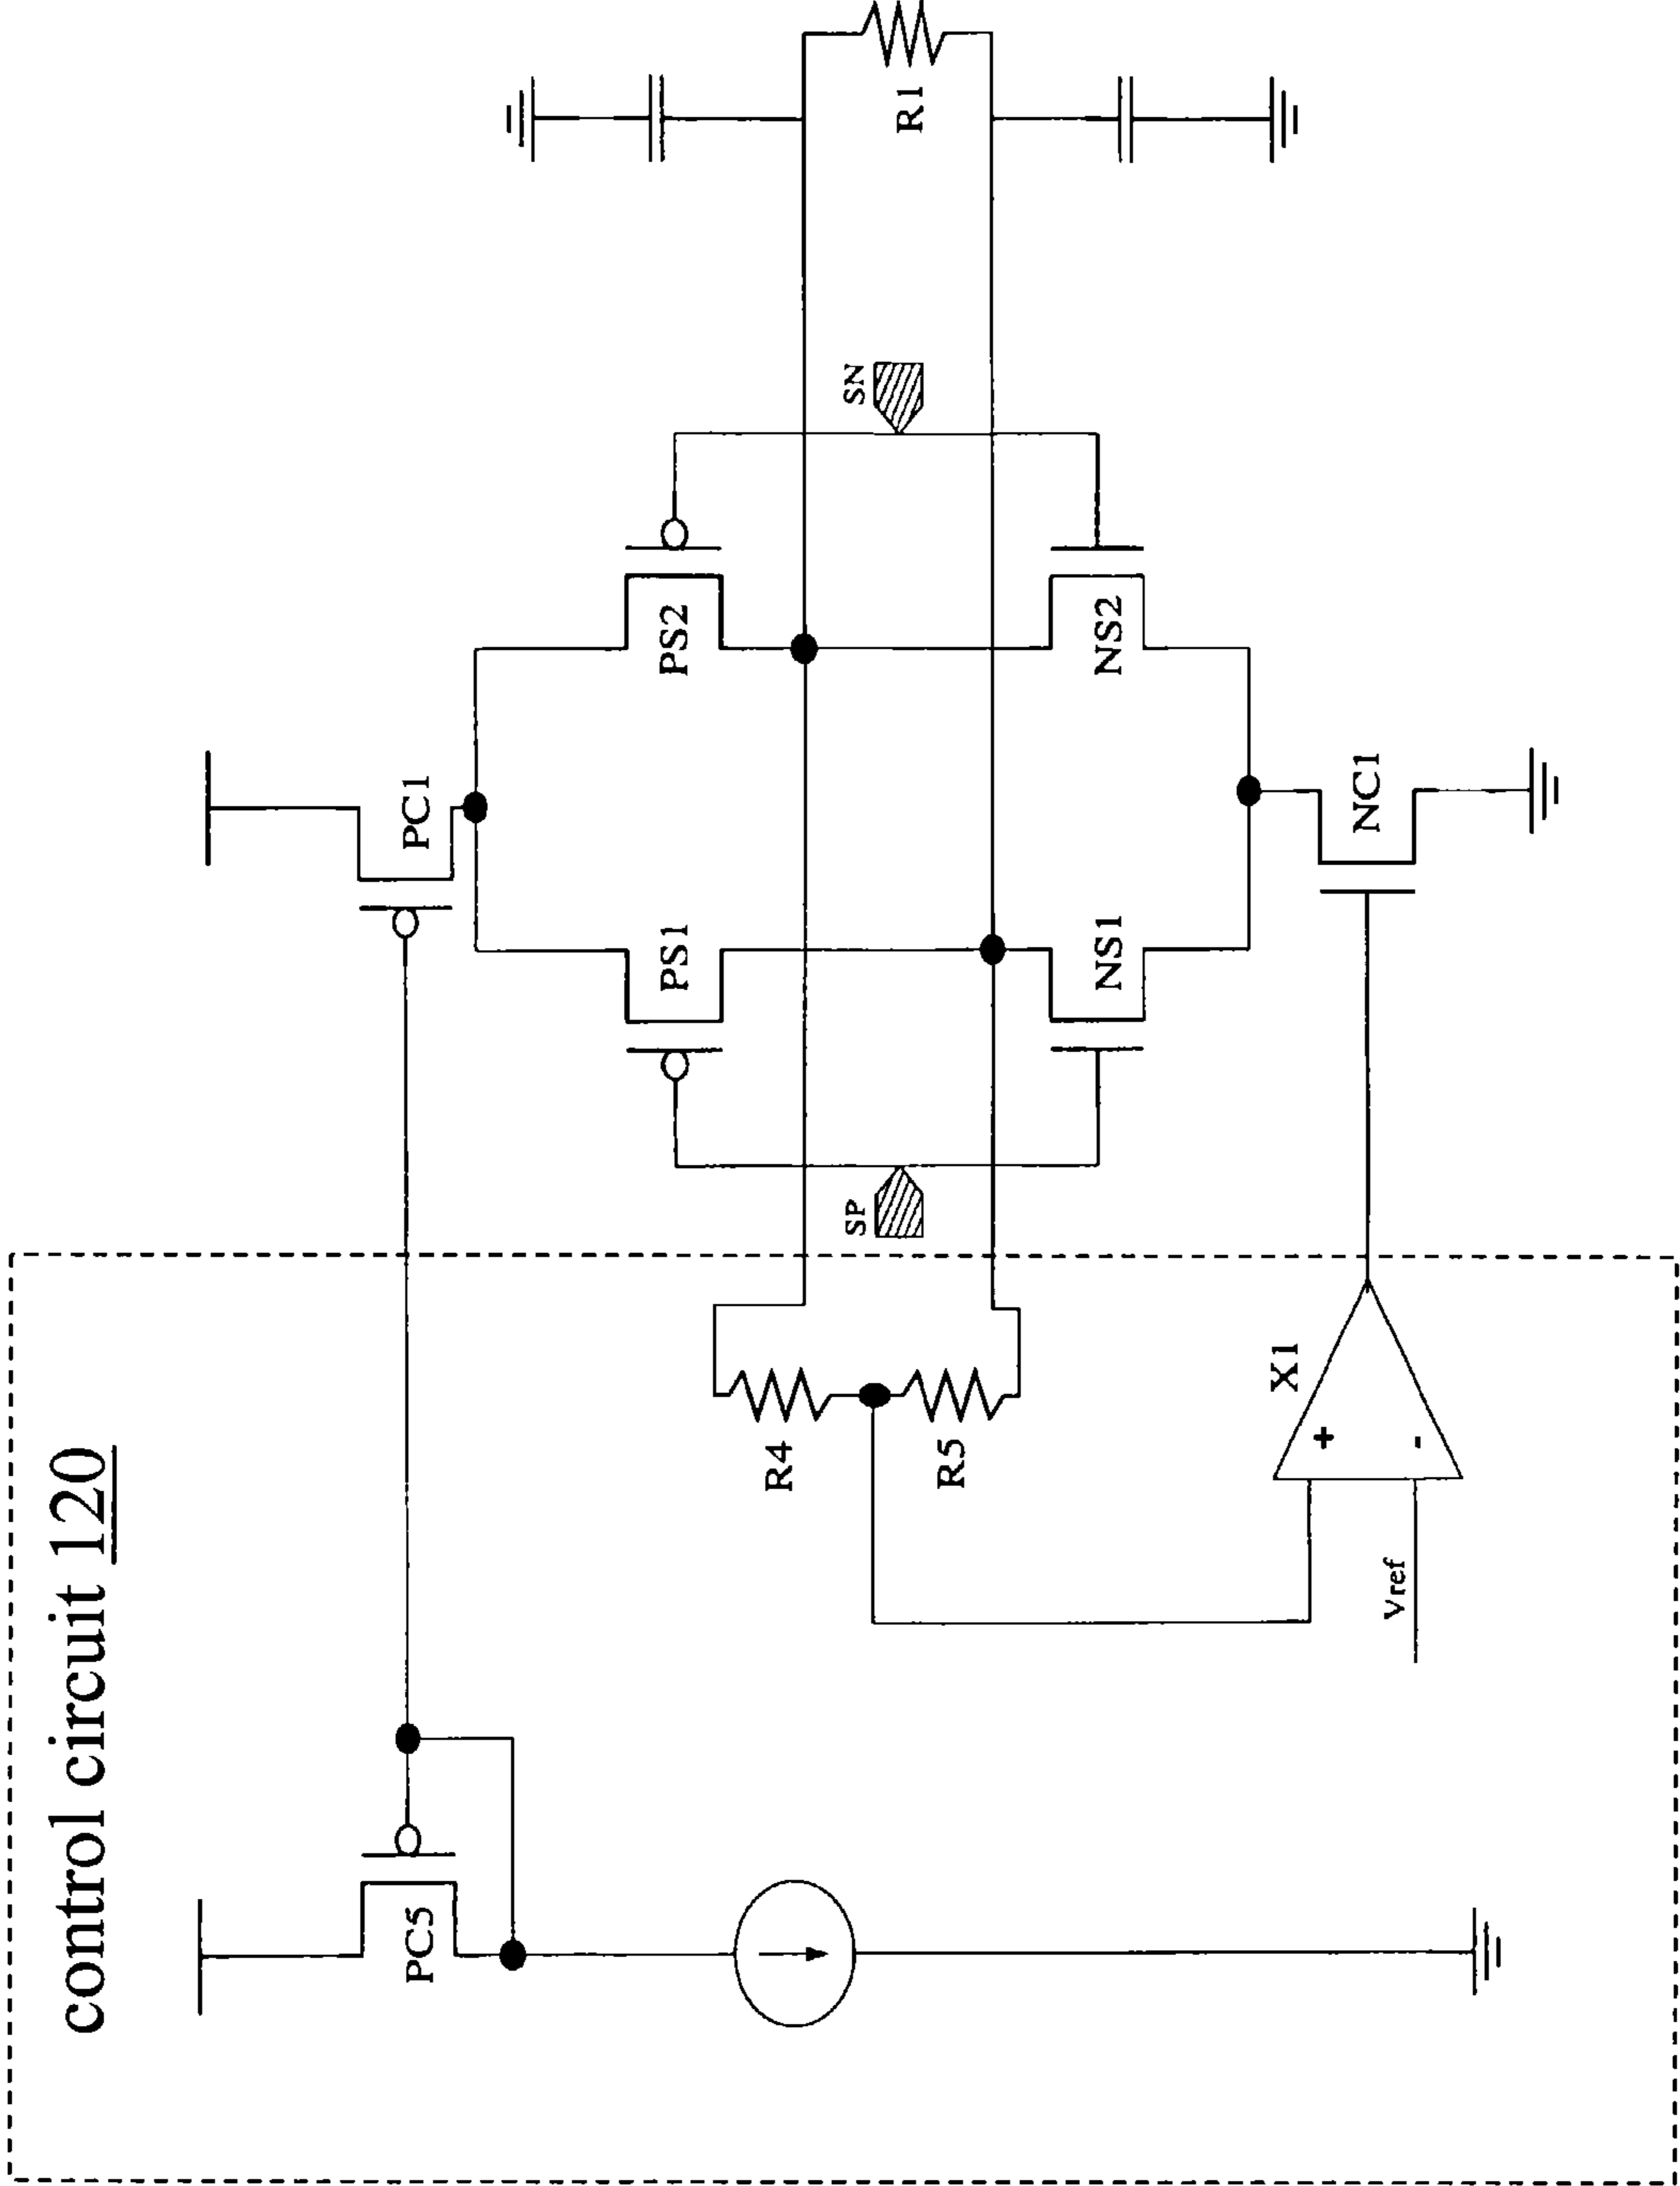 control circuit 120
PC5
PC1
PS1
PS2
SP
SN
R4
R5
R1
NS1
NS2
X1
+
-
Vref
NC1